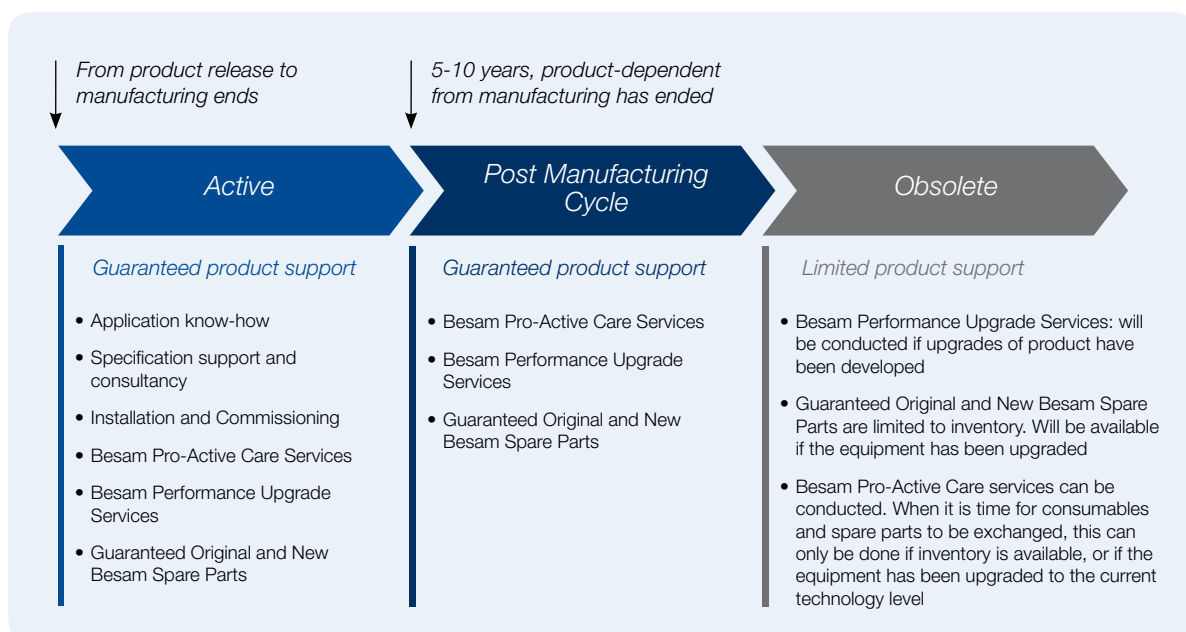 From product release to
manufacturing ends
5-10 years, product-dependent
from manufacturing has ended
Active
Post Manufacturing
Cycle
Obsolete
Guaranteed product support
• Application know-how
• Specification support and
consultancy
• Installation and Commissioning
• Besam Pro-Active Care Services
• Besam Performance Upgrade
Services
• Guaranteed Original and New
Besam Spare Parts
Guaranteed product support
• Besam Pro-Active Care Services
• Besam Performance Upgrade
Services
• Guaranteed Original and New
Besam Spare Parts
Limited product support
• Besam Performance Upgrade Services: will
be conducted if upgrades of product have
been developed
• Guaranteed Original and New Besam Spare
Parts are limited to inventory. Will be available
if the equipment has been upgraded
• Besam Pro-Active Care services can be
conducted. When it is time for consumables
and spare parts to be exchanged, this can
only be done if inventory is available, or if the
equipment has been upgraded to the current
technology level